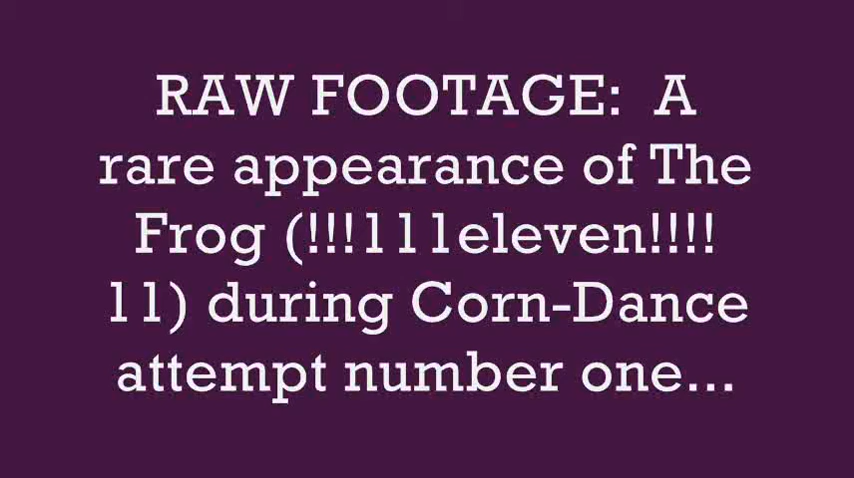 RAW FOOTAGE:  A
rare appearance of The
Frog (!!!111eleven!!!!
11) during Corn-Dance
attempt number one...